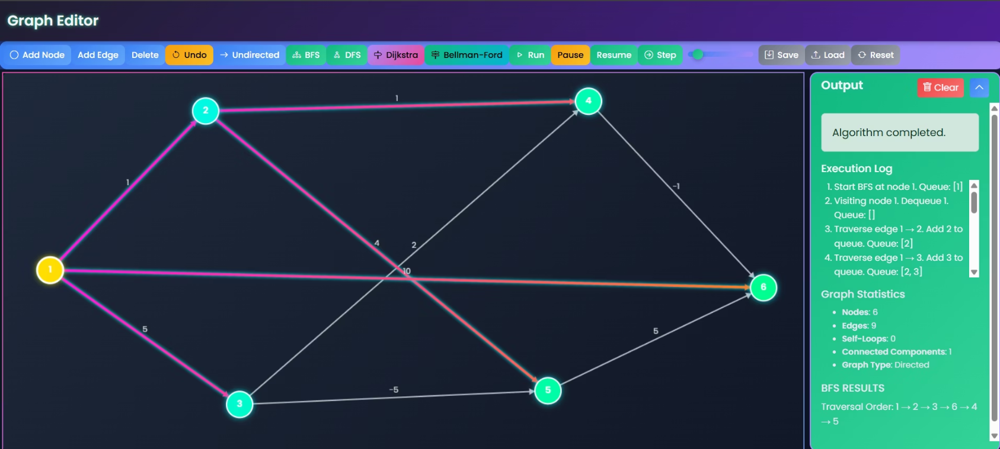 Graph Editor
Add Node Add Edge Delete Undo → Undirected BFS DFS Dijkstra Bellman-Ford Run Pause Resume Step Save Load Reset
Output Clear
Algorithm completed.
Execution Log
1. Start BFS at node 1. Queue: [1]
2. Visiting node 1. Dequeue 1.
Queue: []
3. Traverse edge 1 → 2. Add 2 to
queue. Queue: [2]
4. Traverse edge 1 → 3. Add 3 to
queue. Queue: [2, 3]
Graph Statistics
• Nodes: 6
• Edges: 9
• Self-Loops: 0
• Connected Components: 1
• Graph Type: Directed
BFS RESULTS
Traversal Order: 1 → 2 → 3 → 6 → 4
→ 5
1
4
2
1
-1
4
2
10
1
6
5
5
-5
5
3